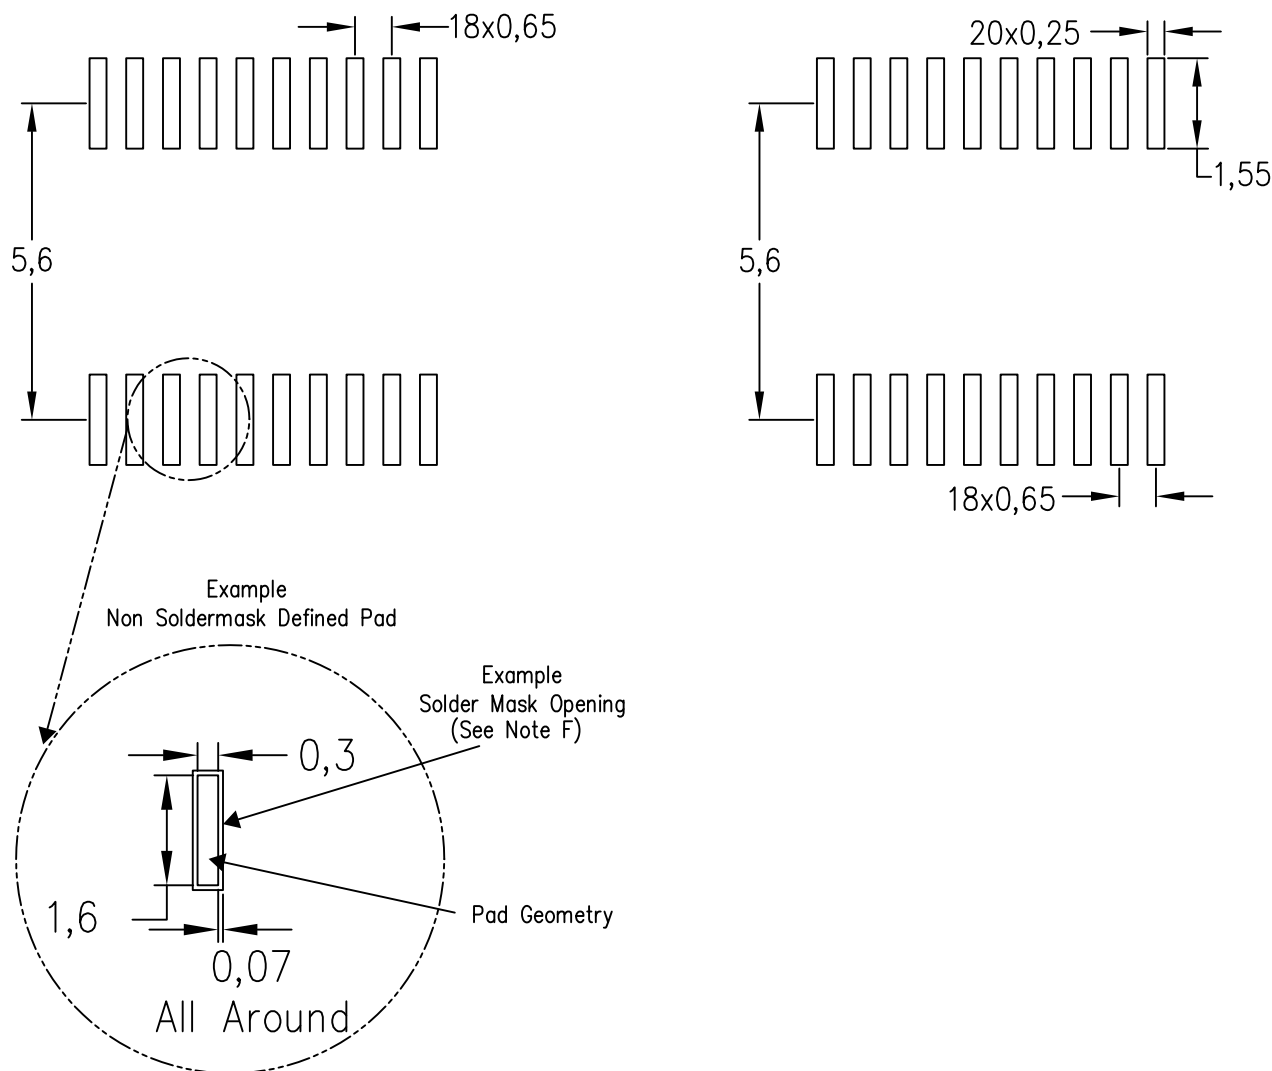 18x0,65
20x0,25
1,55
5,6
5,6
18x0,65
Example
Non Soldermask Defined Pad
Example
Solder Mask Opening
(See Note F)
0,3
1,6
Pad Geometry
0,07
All Around